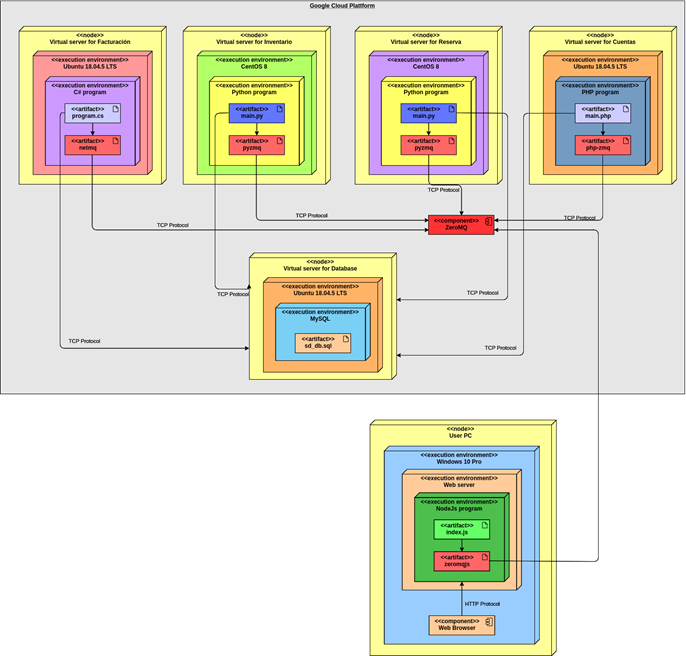 Google Cloud Plattform
<<node>>
Virtual server for Facturación
<<execution environment>>
Ubuntu 18.04.5 LTS
<<execution environment>>
C# program
<<artifact>>
program.cs
<<artifact>>
netmq
<<node>>
Virtual server for Inventario
<<execution environment>>
CentOS 8
<<execution environment>>
Python program
<<artifact>>
main.py
<<artifact>>
pyzmq
<<node>>
Virtual server for Reserva
<<execution environment>>
CentOS 8
<<execution environment>>
Python program
<<artifact>>
main.py
<<artifact>>
pyzmq
<<node>>
Virtual server for Cuentas
<<execution environment>>
Ubuntu 18.04.5 LTS
<<execution environment>>
PHP program
<<artifact>>
main.php
<<artifact>>
php-zmq
TCP Protocol
TCP Protocol
TCP Protocol
TCP Protocol
<<component>>
ZeroMQ
<<node>>
Virtual server for Database
<<execution environment>>
Ubuntu 18.04.5 LTS
<<execution environment>>
MySQL
<<artifact>>
sd_db.sql
TCP Protocol
TCP Protocol
TCP Protocol
TCP Protocol
<<node>>
User PC
<<execution environment>>
Windows 10 Pro
<<execution environment>>
Web server
<<execution environment>>
NodeJs program
<<artifact>>
index.js
<<artifact>>
zeromqjs
HTTP Protocol
<<component>>
Web Browser